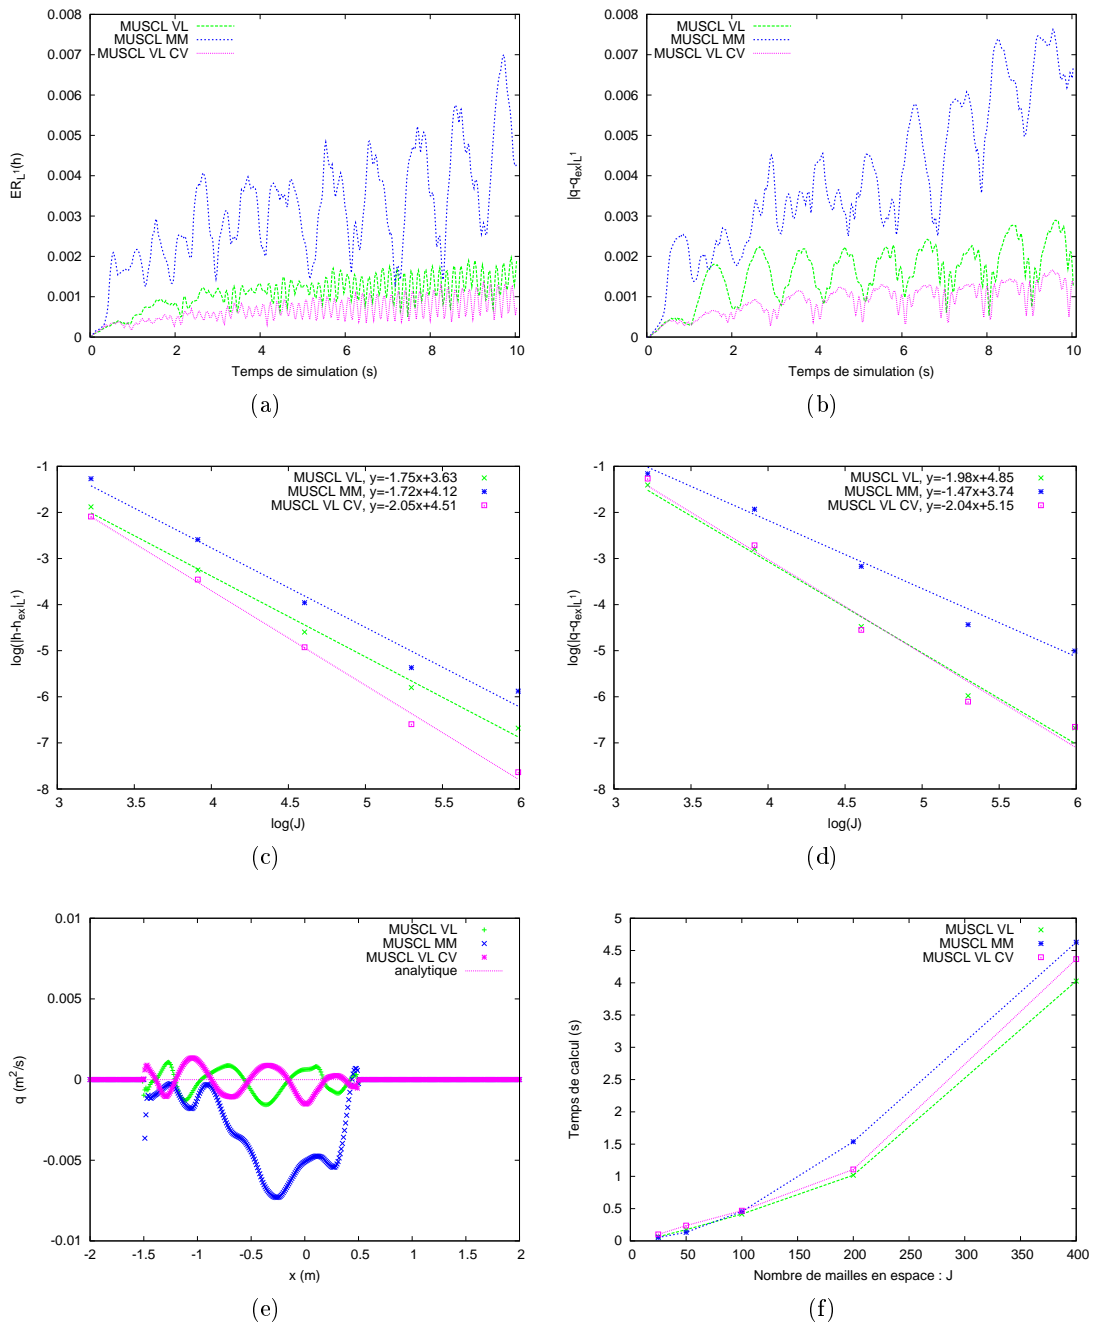 MUSCL VL
MUSCL MM
MUSCL VL CV
0.008
0.007
0.006
0.005
0.004
0.003
0.002
0.001
0
ER_L¹(h)
0 2 4 6 8 10
Temps de simulation (s)
(a)
MUSCL VL
MUSCL MM
MUSCL VL CV
0.008
0.007
0.006
0.005
0.004
0.003
0.002
0.001
0
|q-q_ex|_L¹
0 2 4 6 8 10
Temps de simulation (s)
(b)
MUSCL VL, y=-1.75x+3.63
MUSCL MM, y=-1.72x+4.12
MUSCL VL CV, y=-2.05x+4.51
-1
-2
-3
-4
-5
-6
-7
-8
log(|h-h_ex|_L¹)
3 3.5 4 4.5 5 5.5 6
log(J)
(c)
MUSCL VL, y=-1.98x+4.85
MUSCL MM, y=-1.47x+3.74
MUSCL VL CV, y=-2.04x+5.15
-1
-2
-3
-4
-5
-6
-7
-8
log(|q-q_ex|_L¹)
3 3.5 4 4.5 5 5.5 6
log(J)
(d)
MUSCL VL
MUSCL MM
MUSCL VL CV
analytique
0.01
0.005
0
-0.005
-0.01
q (m²/s)
-2 -1.5 -1 -0.5 0 0.5 1 1.5 2
x (m)
(e)
MUSCL VL
MUSCL MM
MUSCL VL CV
5
4.5
4
3.5
3
2.5
2
1.5
1
0.5
0
Temps de calcul (s)
0 50 100 150 200 250 300 350 400
Nombre de mailles en espace : J
(f)